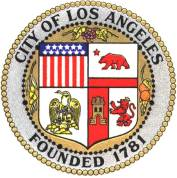 CITY OF LOS ANGELES
FOUNDED 1781